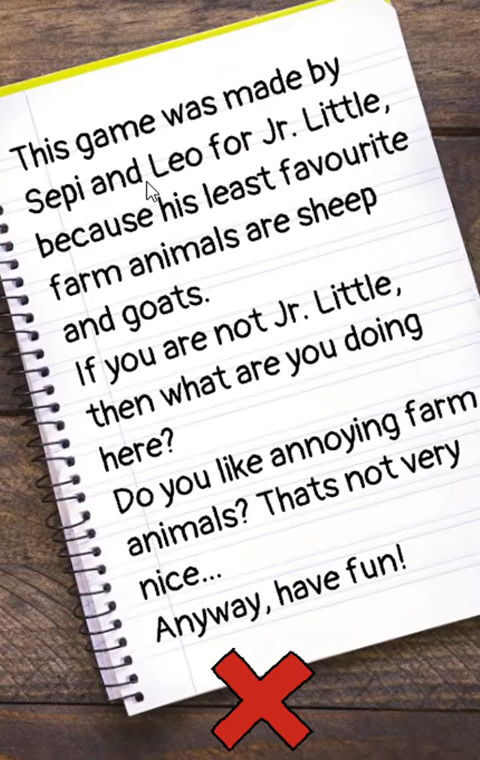 This game was made by
Sepi and Leo for Jr. Little,
because his least favourite
farm animals are sheep
and goats.
If you are not Jr. Little,
then what are you doing
here?
Do you like annoying farm
animals? Thats not very
nice...
Anyway, have fun!